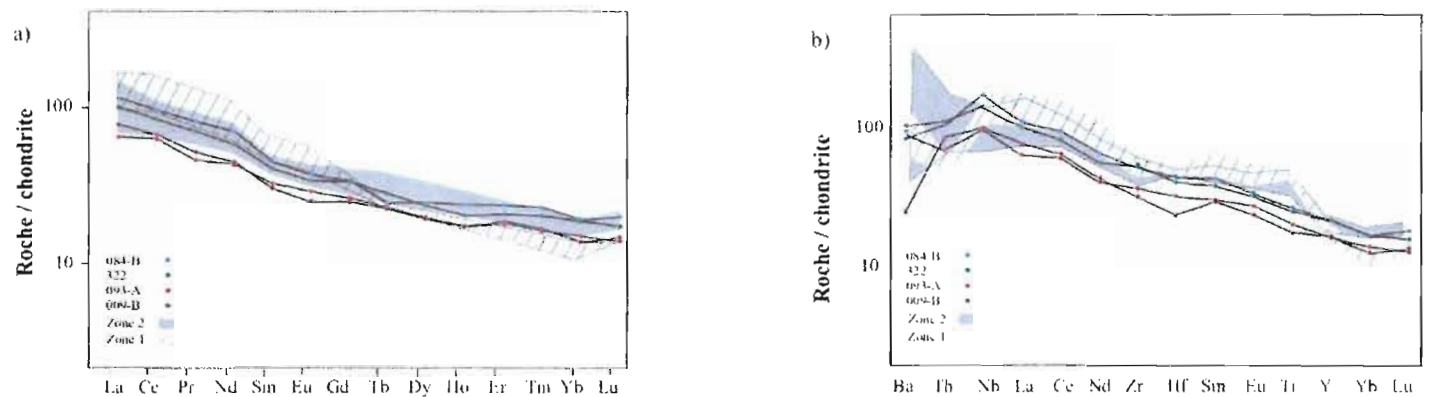 a)
Roche / chondrite
100
10
084-B
322
093-A
009-B
Zone 2
Zone 1
La Ce Pr Nd Sm Eu Gd Tb Dy Ho Er Tm Yb Lu
b)
Roche / chondrite
100
10
084-B
322
093-A
009-B
Zone 2
Zone 1
Ba Th Nb La Ce Nd Zr Hf Sm Eu Ti Y Yb Lu